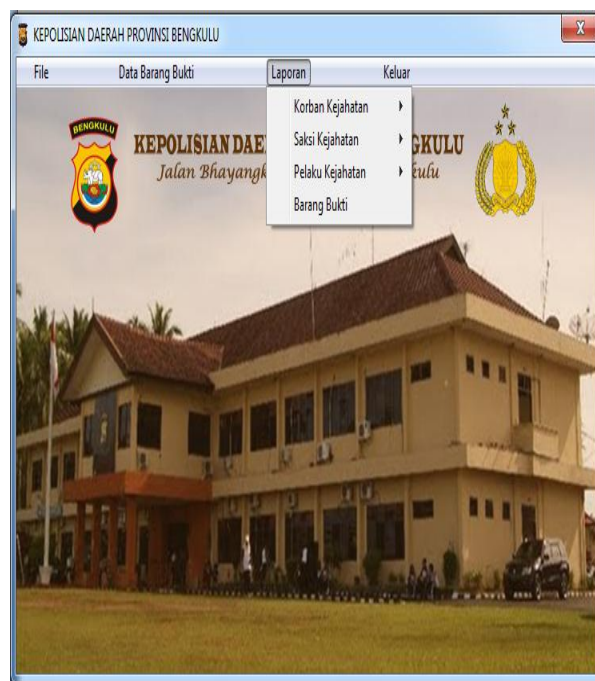 KEPOLISIAN DAERAH PROVINSI BENGKULU
File Data Barang Bukti Laporan Keluar
Korban Kejahatan
Saksi Kejahatan
Pelaku Kejahatan
Barang Bukti
BENGKULU
KEPOLISIAN DAE GKULU
Jalan Bhayangk kulu